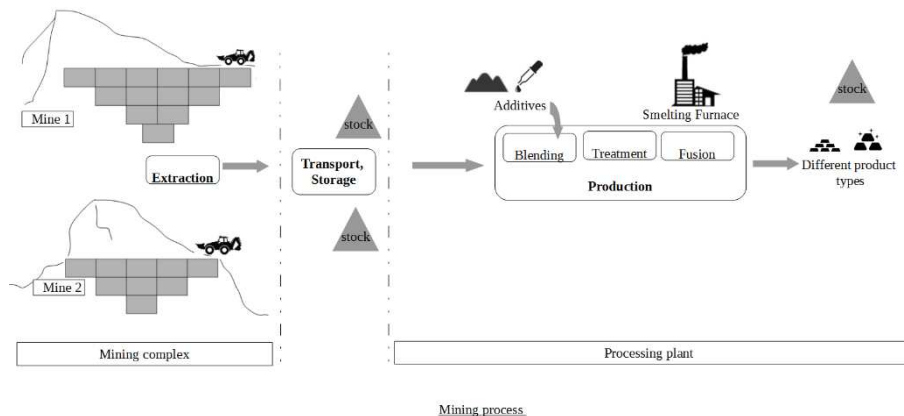 Mine 1
Extraction
Mine 2
Mining complex
stock
Transport,
Storage
stock
Additives
Smelting Furnace
Blending
Treatment
Fusion
Production
stock
Different product
types
Processing plant
Mining process